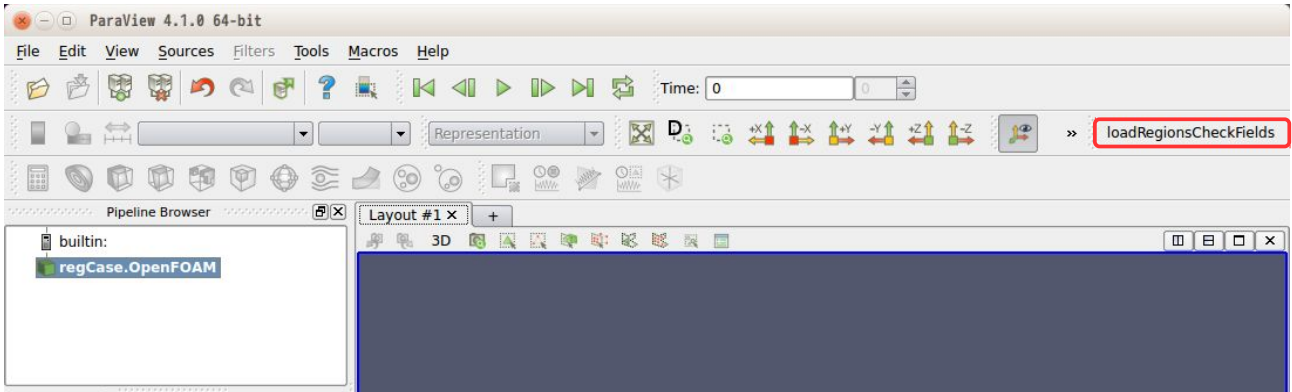 ParaView 4.1.0 64-bit
File Edit View Sources Filters Tools Macros Help
Time: 0 0
Representation +X -X +Y -Y +Z -Z » loadRegionsCheckFields
Pipeline Browser Layout #1 × +
builtin: 3D
regCase.OpenFOAM